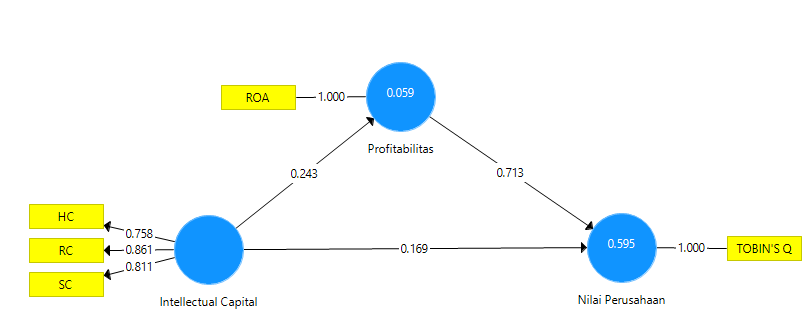 0.059
ROA
1.000
Profitabilitas
0.243
0.713
HC
0.758
RC
0.861
SC
0.811
Intellectual Capital
0.169
0.595
1.000
TOBIN'S Q
Nilai Perusahaan